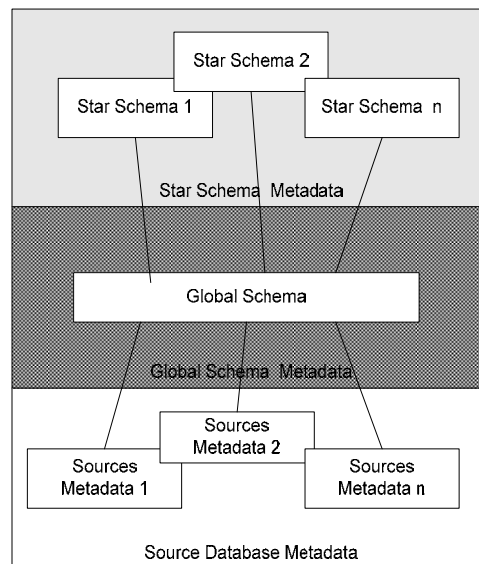 Star Schema 2
Star Schema 1
Star Schema n
Star Schema Metadata
Global Schema
Global Schema Metadata
Sources
Metadata 2
Sources
Metadata 1
Sources
Metadata n
Source Database Metadata